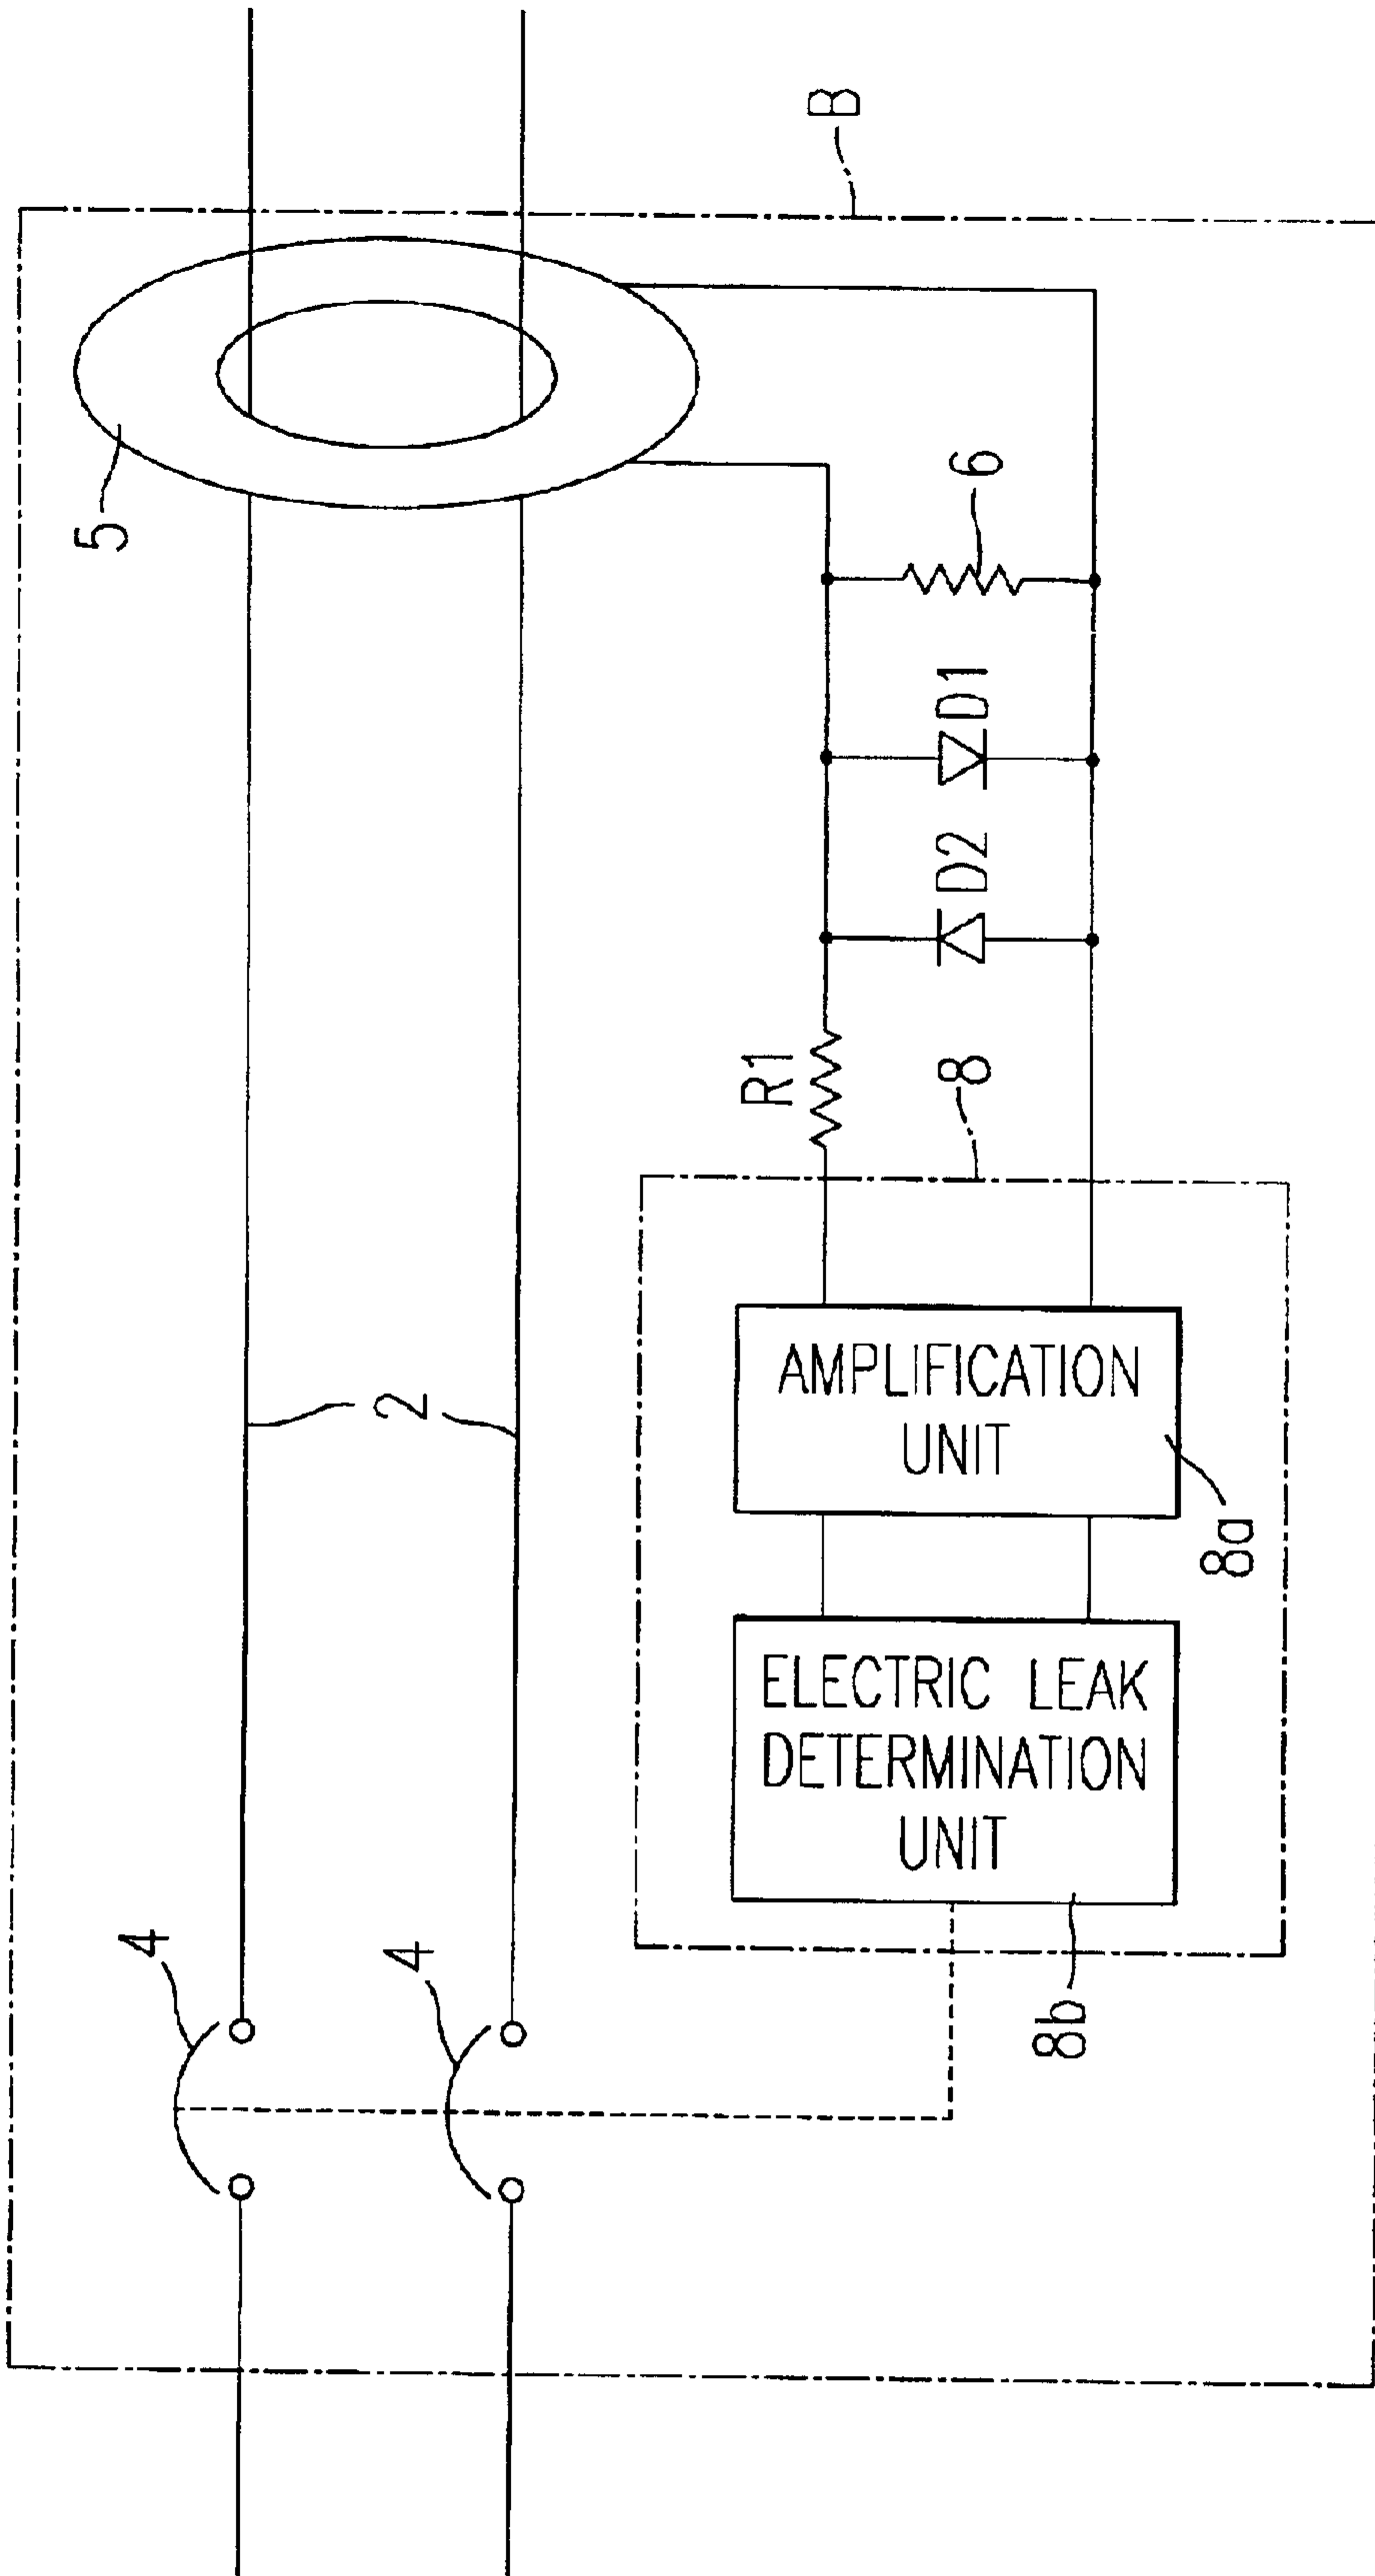 B
5
6
D1
D2
R1
8
2
AMPLIFICATION
UNIT
8a
ELECTRIC LEAK
DETERMINATION
UNIT
8b
4
4